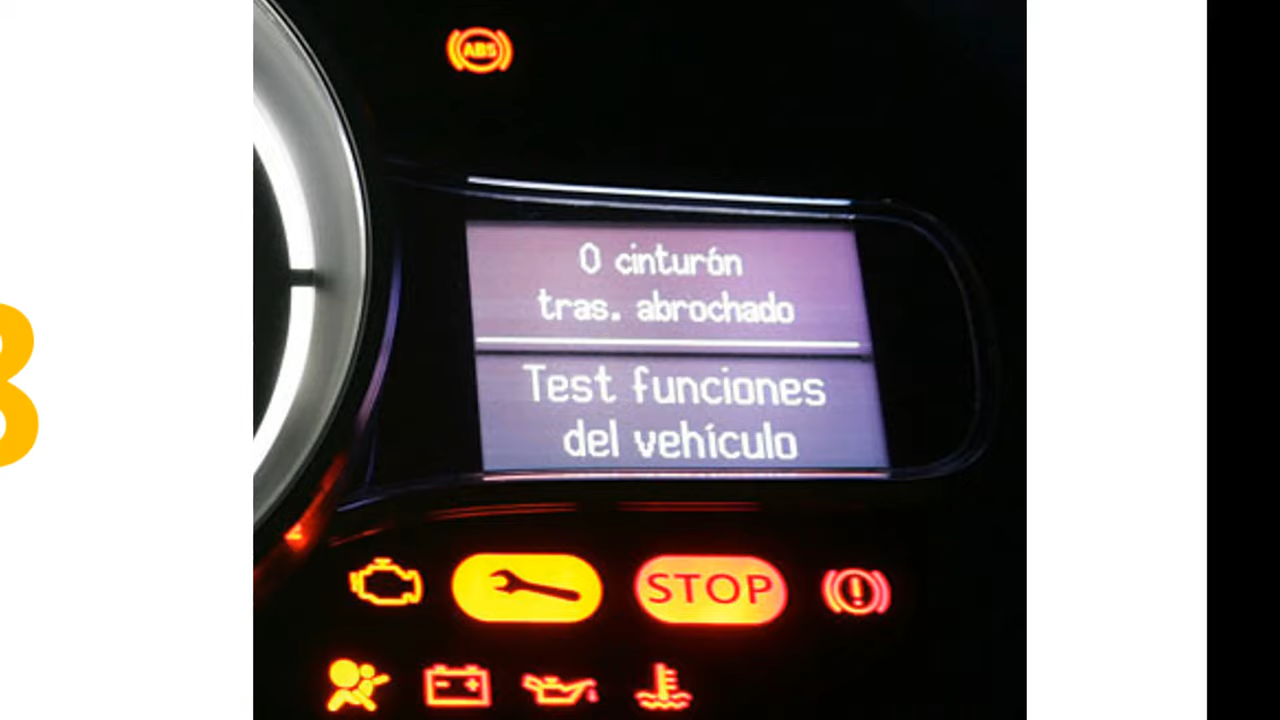 ABS
0 cinturón
tras. abrochado
Test funciones
del vehículo
STOP